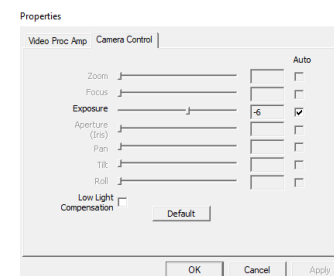 Properties
Video Proc Amp Camera Control
Auto
Zoom
Focus
Exposure -6
Aperture
(Iris)
Pan
Tilt
Roll
Low Light
Compensation
Default
OK Cancel Apply